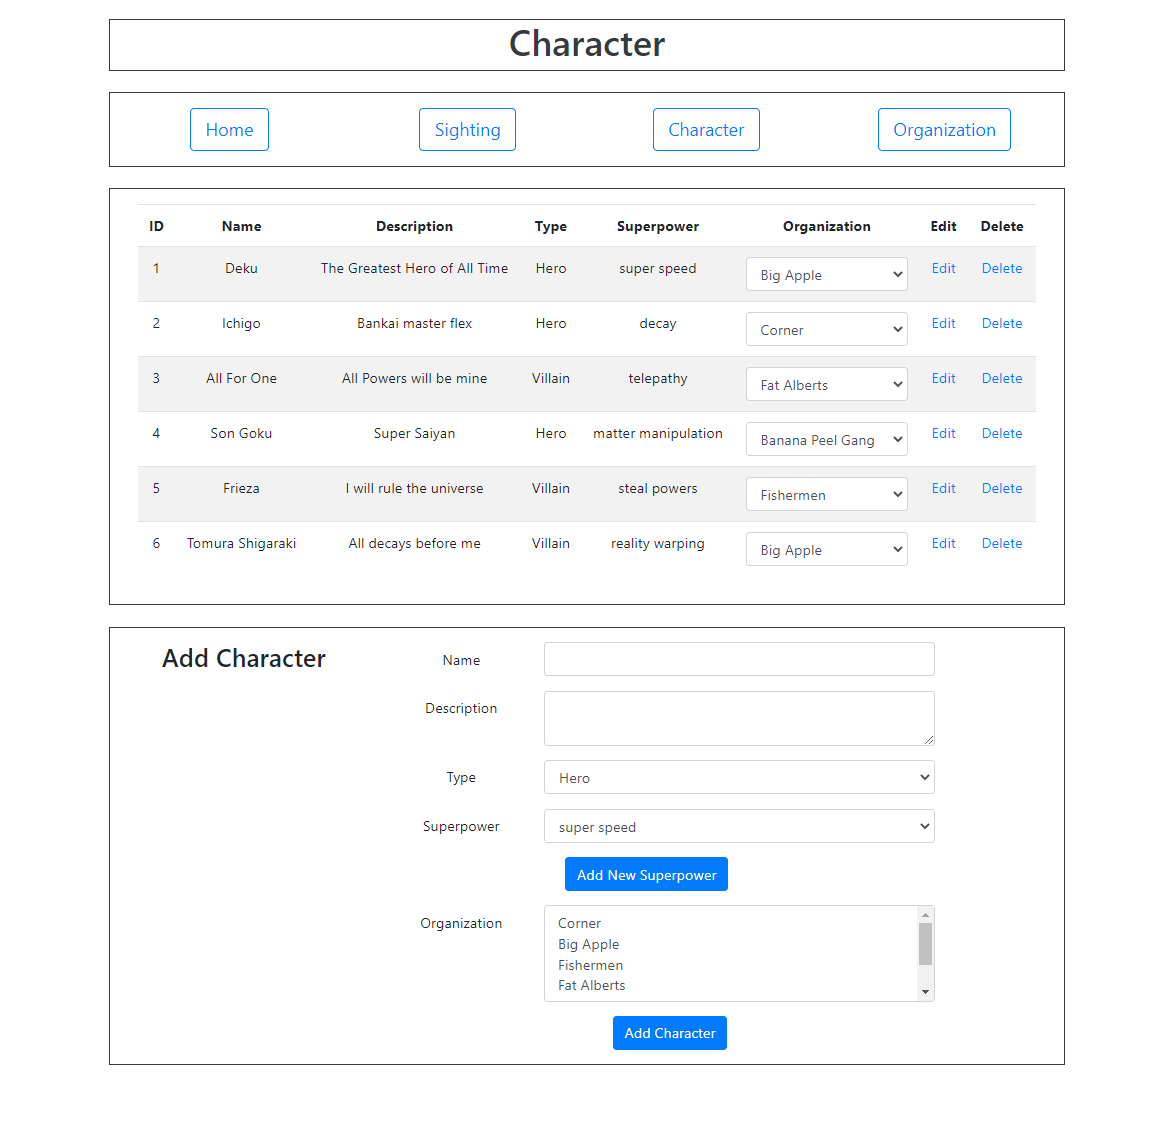 Character
Home Sighting Character Organization
ID Name Description Type Superpower Organization Edit Delete
1 Deku The Greatest Hero of All Time Hero super speed Big Apple Edit Delete
2 Ichigo Bankai master flex Hero decay Corner Edit Delete
3 All For One All Powers will be mine Villain telepathy Fat Alberts Edit Delete
4 Son Goku Super Saiyan Hero matter manipulation Banana Peel Gang Edit Delete
5 Frieza I will rule the universe Villain steal powers Fishermen Edit Delete
6 Tomura Shigaraki All decays before me Villain reality warping Big Apple Edit Delete
Add Character
Name
Description
Type Hero
Superpower super speed
Add New Superpower
Organization Corner
Big Apple
Fishermen
Fat Alberts
Add Character